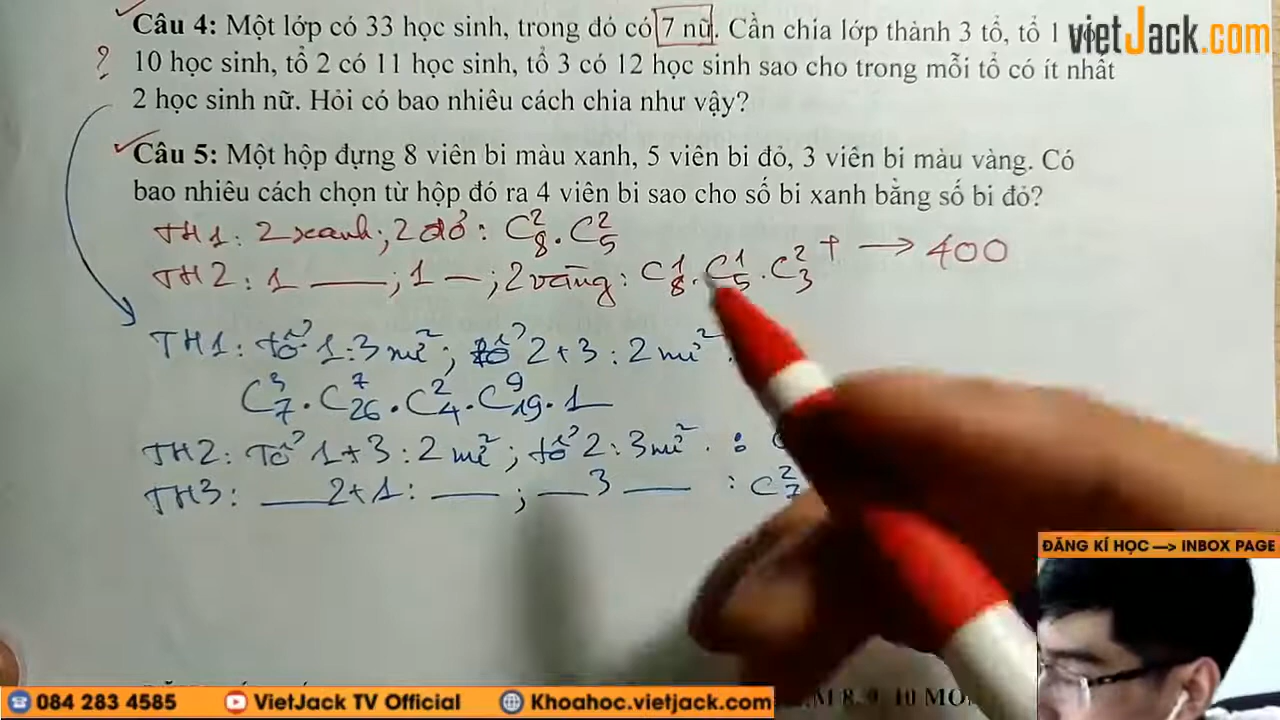 Câu 4: Một lớp có 33 học sinh, trong đó có 7 nữ. Cần chia lớp thành 3 tổ, tổ 1
vietJack.com
? 10 học sinh, tổ 2 có 11 học sinh, tổ 3 có 12 học sinh sao cho trong mỗi tổ có ít nhất
2 học sinh nữ. Hỏi có bao nhiêu cách chia như vậy?
Câu 5: Một hộp đựng 8 viên bi màu xanh, 5 viên bi đỏ, 3 viên bi màu vàng. Có
bao nhiêu cách chọn từ hộp đó ra 4 viên bi sao cho số bi xanh bằng số bi đỏ?
TH1: 2 xanh; 2 đỏ: C²₈ . C²₅
TH2: 1 ___; 1 _; 2 vàng: C¹₈ . C¹₅ . C²₃ + → 400
TH1: tổ 1: 3 nữ; tổ 2+3: 2 nữ:
C³₇ . C⁷₂₆ . C²₄ . C⁹₁₉ . 1
TH2: Tổ 1+3: 2 nữ; tổ 2: 3 nữ. :
TH3: ___ 2+1: ___; __ 3 ___ : C²₇
ĐĂNG KÍ HỌC —> INBOX PAGE
084 283 4585
VietJack TV Official
Khoahoc.vietjack.com
8, 9, 10